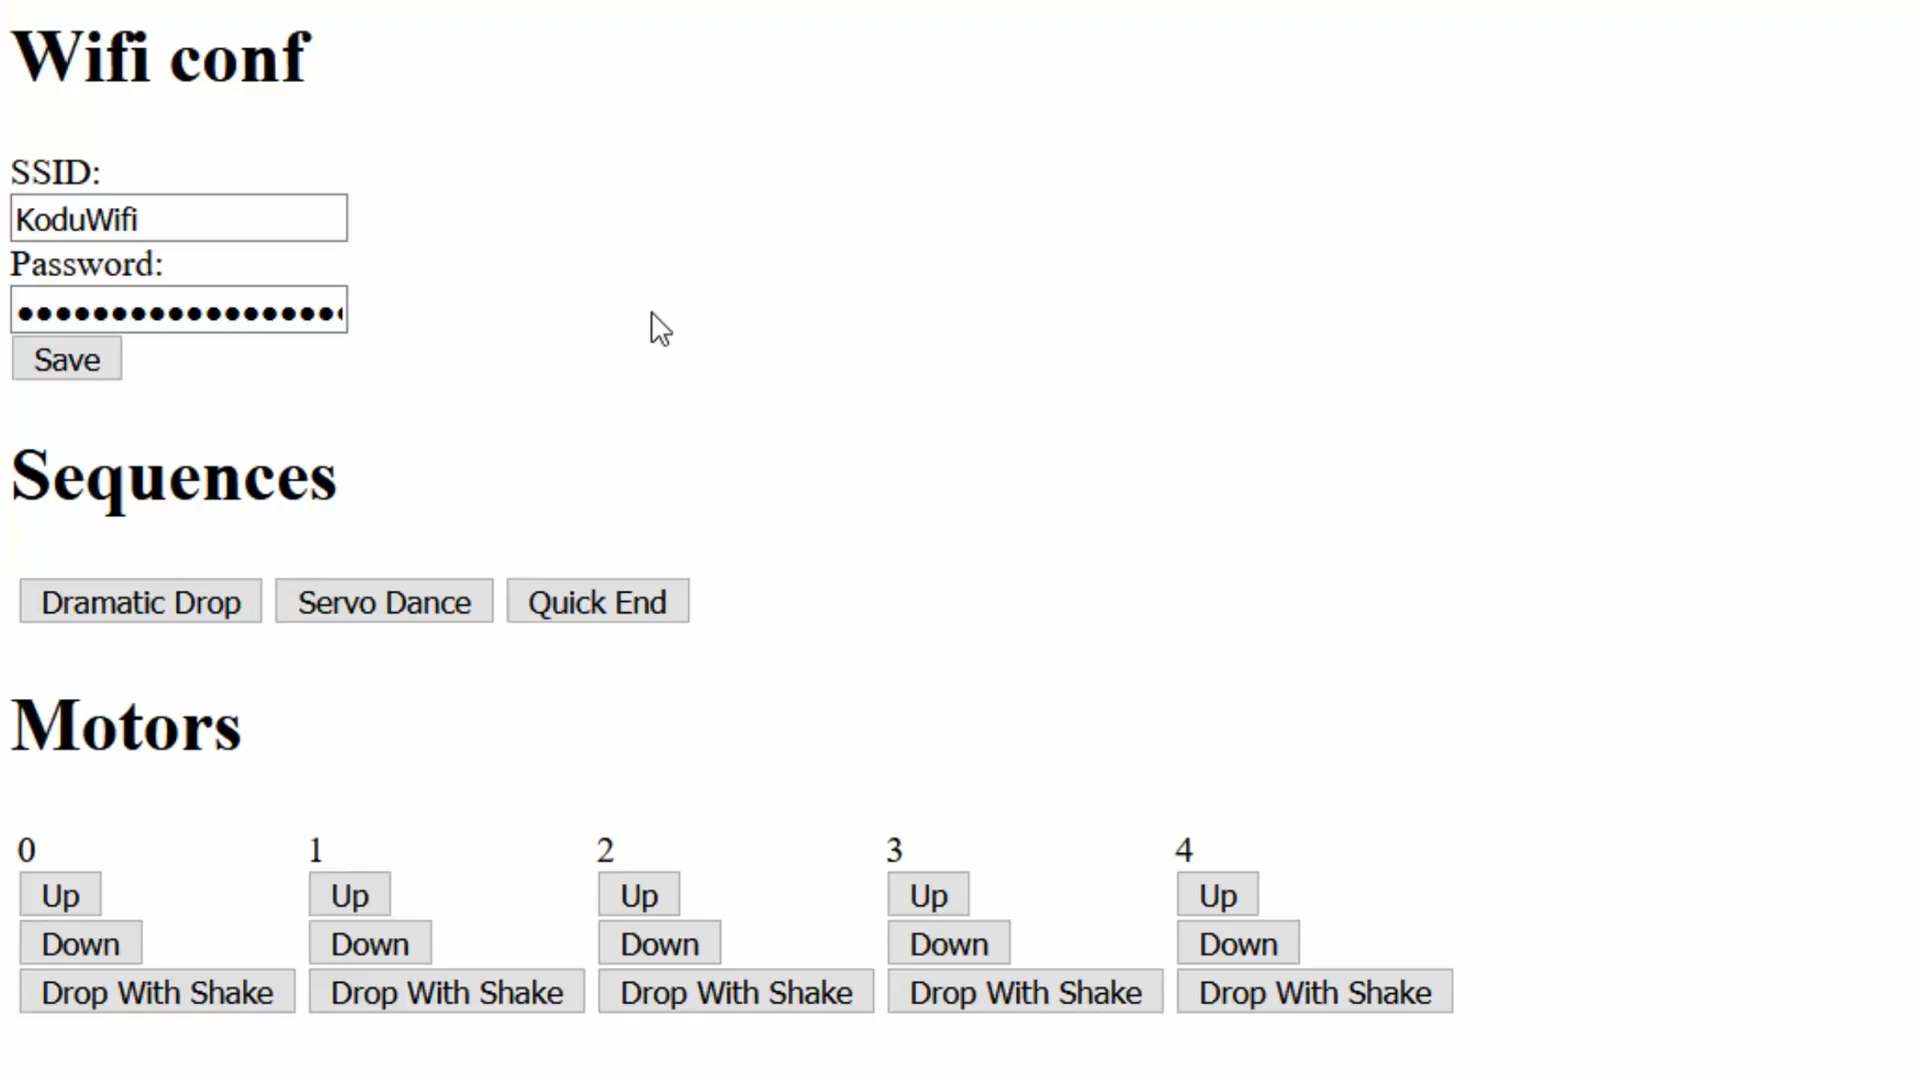 Wifi conf
SSID:
KoduWifi
Password:
Save
Sequences
Dramatic Drop Servo Dance Quick End
Motors
0 1 2 3 4
Up Up Up Up Up
Down Down Down Down Down
Drop With Shake Drop With Shake Drop With Shake Drop With Shake Drop With Shake